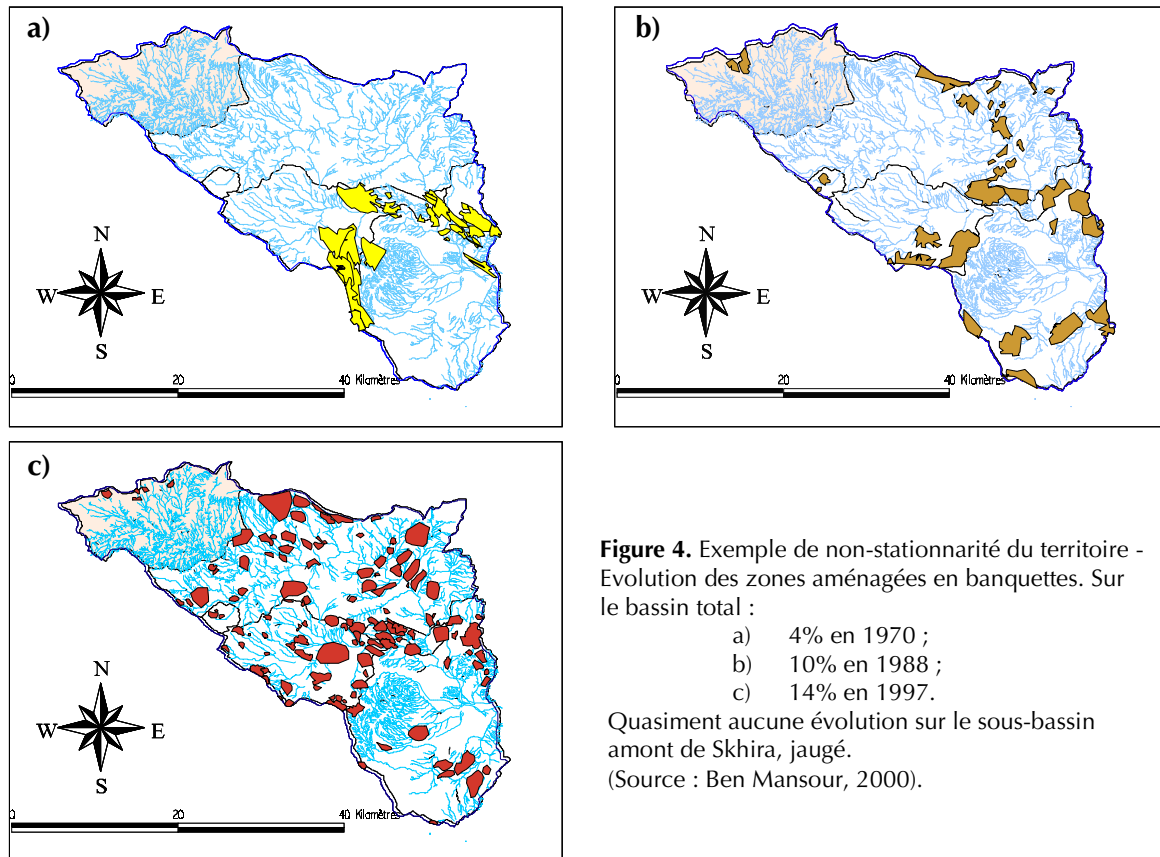 a)
N
W
E
S
0
20
40 Kilomètres
b)
N
W
E
S
0
20
40 Kilomètres
c)
N
W
E
S
0
20
40 Kilomètres
Figure 4. Exemple de non-stationnarité du territoire -
Evolution des zones aménagées en banquettes. Sur
le bassin total :
a) 4% en 1970 ;
b) 10% en 1988 ;
c) 14% en 1997.
Quasiment aucune évolution sur le sous-bassin
amont de Skhira, jaugé.
(Source : Ben Mansour, 2000).